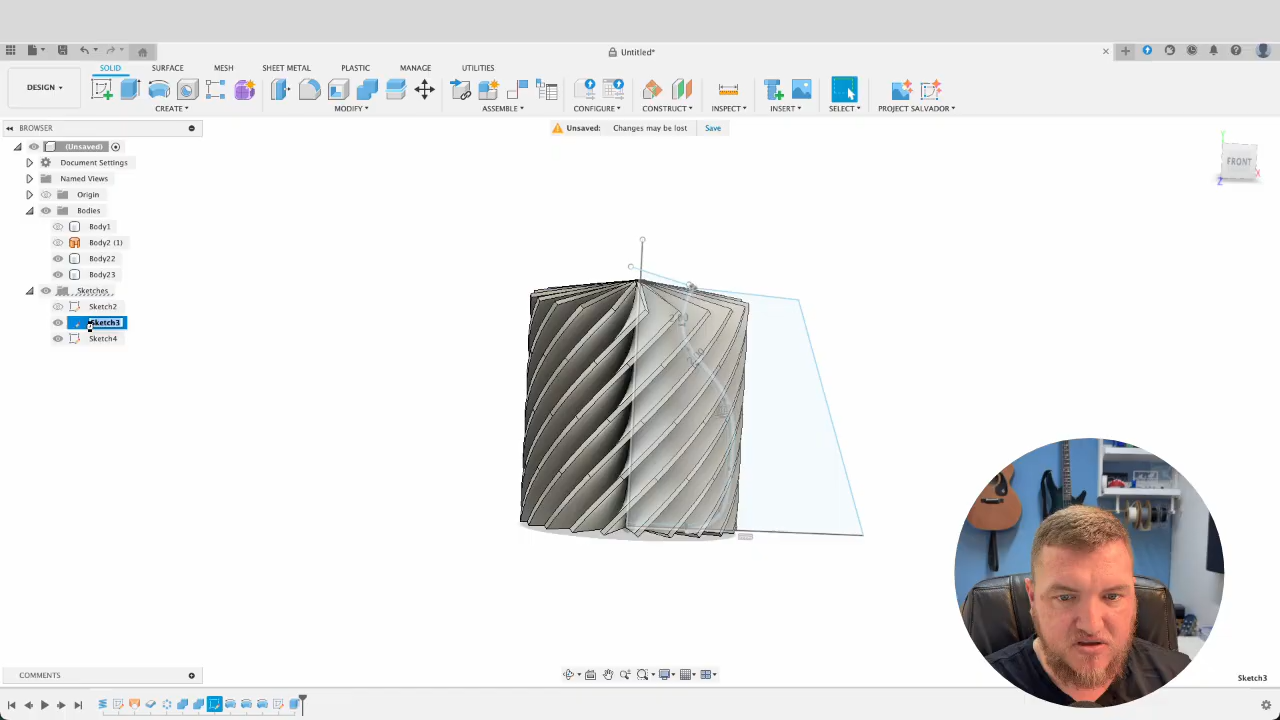 Untitled*
DESIGN
SOLID SURFACE MESH SHEET METAL PLASTIC MANAGE UTILITIES
CREATE MODIFY ASSEMBLE CONFIGURE CONSTRUCT INSPECT INSERT SELECT PROJECT SALVADOR
BROWSER
Unsaved: Changes may be lost Save
(Unsaved)
Document Settings
Named Views
Origin
Bodies
Body1
Body2 (1)
Body22
Body23
Sketches
Sketch2
Sketch3
Sketch4
FRONT
Y
X
Z
COMMENTS
Sketch3